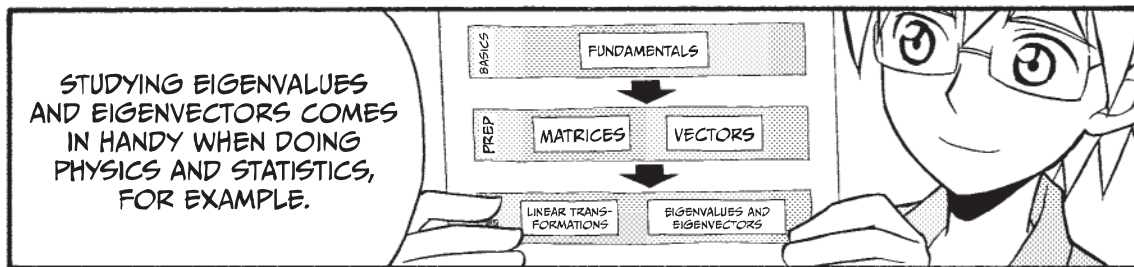 STUDYING EIGENVALUES
AND EIGENVECTORS COMES
IN HANDY WHEN DOING
PHYSICS AND STATISTICS,
FOR EXAMPLE.
BASICS
FUNDAMENTALS
PREP
MATRICES
VECTORS
LINEAR TRANS-
FORMATIONS
EIGENVALUES AND
EIGENVECTORS